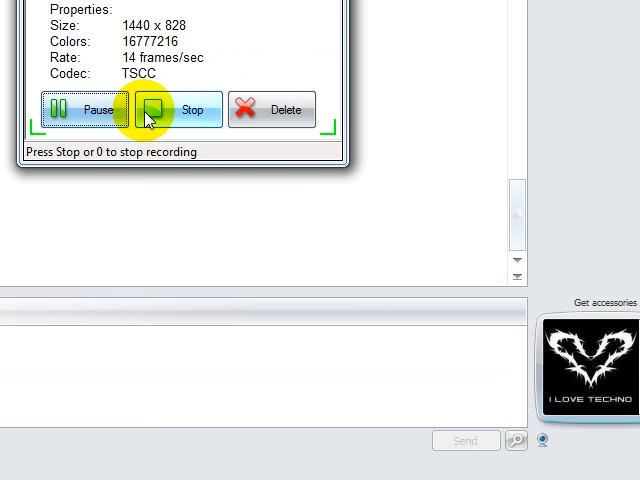 Properties:
Size: 1440 x 828
Colors: 16777216
Rate: 14 frames/sec
Codec: TSCC
Pause Stop Delete
Press Stop or 0 to stop recording
Get accessories
I LOVE TECHNO
Send